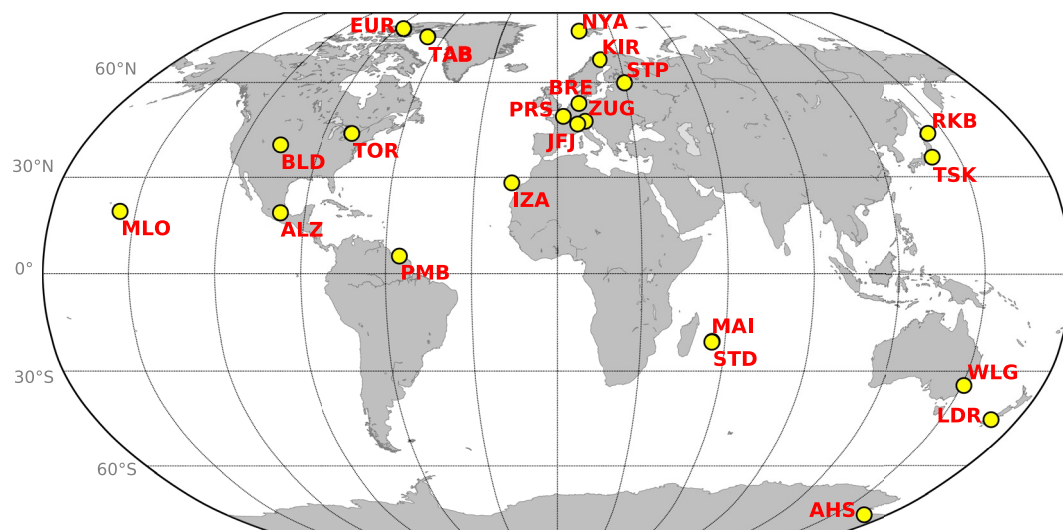 EUR
NYA
TAB
KIR
60°N
STP
BRE
PRS
ZUG
RKB
JFJ
TOR
BLD
30°N
TSK
IZA
MLO
ALZ
0°
PMB
MAI
STD
30°S
WLG
LDR
60°S
AHS